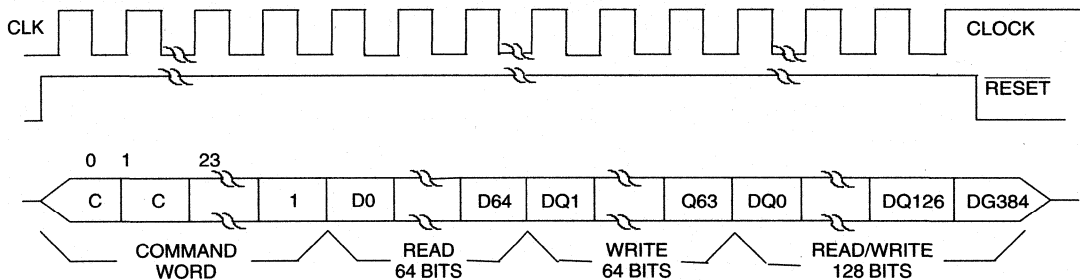 CLK
CLOCK
RESET
0 1 23
C C 1 D0 D64 DQ1 Q63 DQ0 DQ126 DG384
COMMAND READ WRITE READ/WRITE
WORD 64 BITS 64 BITS 128 BITS